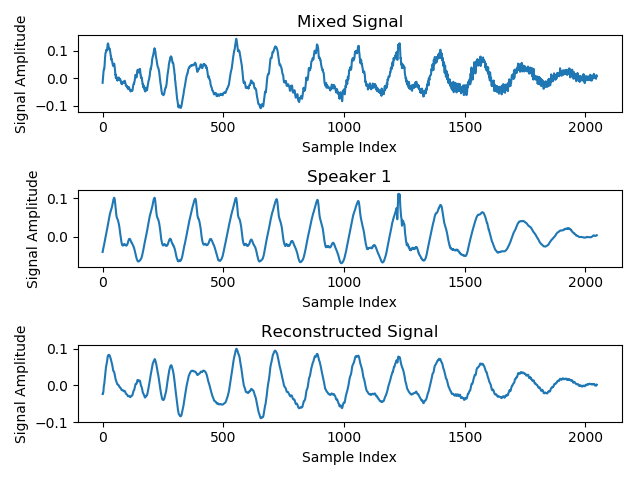 Mixed Signal
Signal Amplitude
0.1
0.0
−0.1
0 500 1000 1500 2000
Sample Index
Speaker 1
Signal Amplitude
0.1
0.0
0 500 1000 1500 2000
Sample Index
Reconstructed Signal
Signal Amplitude
0.1
0.0
−0.1
0 500 1000 1500 2000
Sample Index